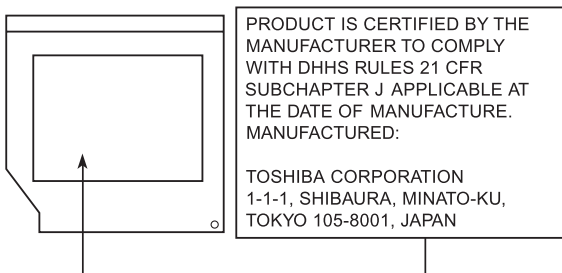 PRODUCT IS CERTIFIED BY THE
MANUFACTURER TO COMPLY
WITH DHHS RULES 21 CFR
SUBCHAPTER J APPLICABLE AT
THE DATE OF MANUFACTURE.
MANUFACTURED:
TOSHIBA CORPORATION
1-1-1, SHIBAURA, MINATO-KU,
TOKYO 105-8001, JAPAN